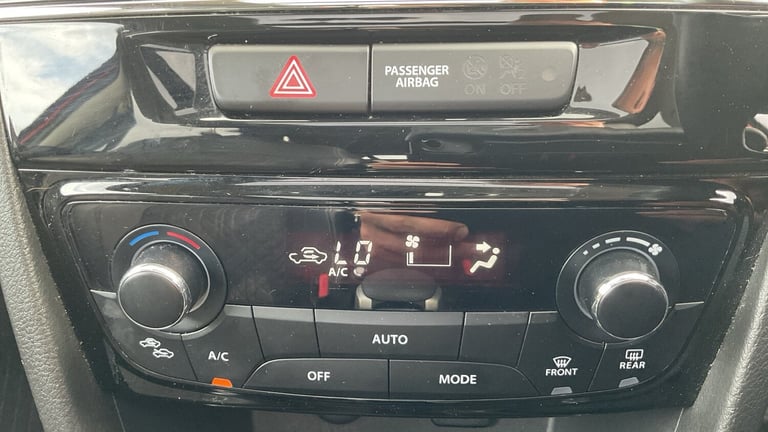 PASSENGER
AIRBAG
ON
OFF
LO
A/C
AUTO
A/C
OFF
MODE
FRONT
REAR